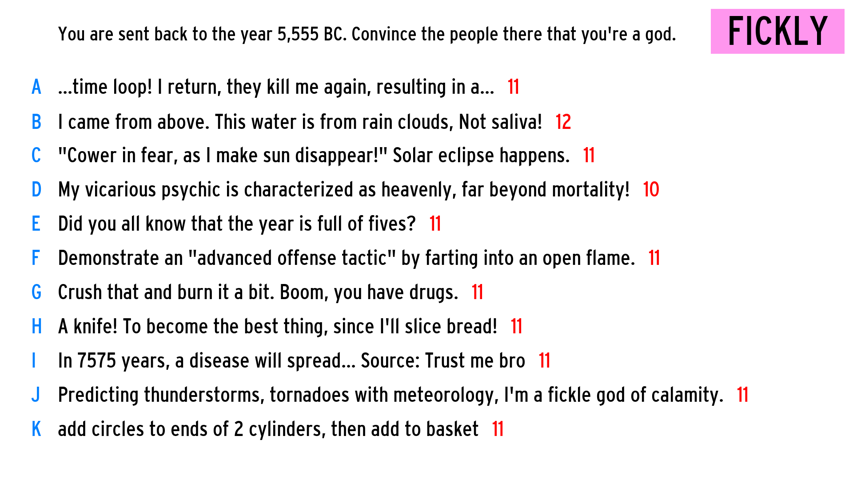 You are sent back to the year 5,555 BC. Convince the people there that you're a god.
FICKLY
A ...time loop! I return, they kill me again, resulting in a... 11
B I came from above. This water is from rain clouds, Not saliva! 12
C "Cower in fear, as I make sun disappear!" Solar eclipse happens. 11
D My vicarious psychic is characterized as heavenly, far beyond mortality! 10
E Did you all know that the year is full of fives? 11
F Demonstrate an "advanced offense tactic" by farting into an open flame. 11
G Crush that and burn it a bit. Boom, you have drugs. 11
H A knife! To become the best thing, since I'll slice bread! 11
I In 7575 years, a disease will spread... Source: Trust me bro 11
J Predicting thunderstorms, tornadoes with meteorology, I'm a fickle god of calamity. 11
K add circles to ends of 2 cylinders, then add to basket 11